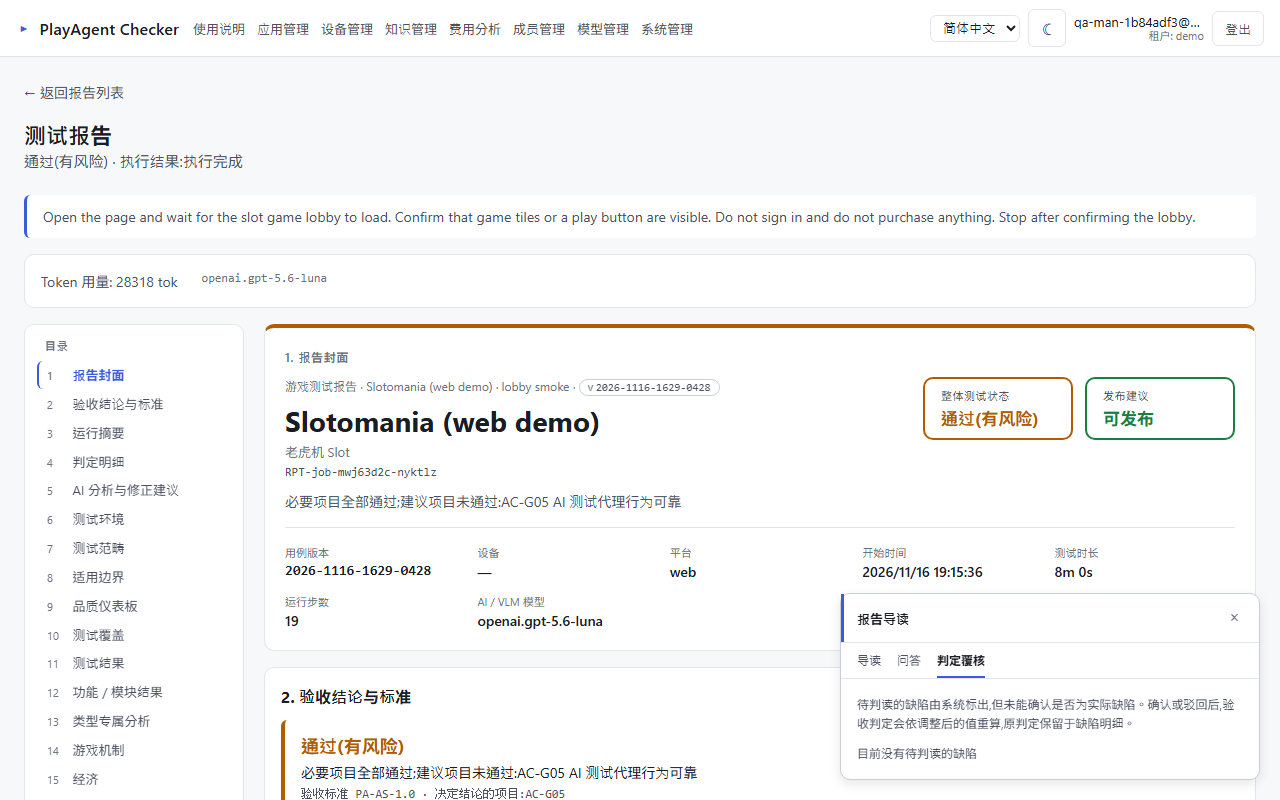 PlayAgent Checker 使用说明 应用管理 设备管理 知识管理 费用分析 成员管理 模型管理 系统管理 简体中文 qa-man-1b84adf3@... 登出
租户: demo
← 返回报告列表
测试报告
通过(有风险) · 执行结果:执行完成
Open the page and wait for the slot game lobby to load. Confirm that game tiles or a play button are visible. Do not sign in and do not purchase anything. Stop after confirming the lobby.
Token 用量: 28318 tok openai.gpt-5.6-luna
目录
1 报告封面
2 验收结论与标准
3 运行摘要
4 判定明细
5 AI 分析与修正建议
6 测试环境
7 测试范畴
8 适用边界
9 品质仪表板
10 测试覆盖
11 测试结果
12 功能 / 模块结果
13 类型专属分析
14 游戏机制
15 经济
1. 报告封面
游戏测试报告 · Slotomania (web demo) · lobby smoke · v 2026-1116-1629-0428
Slotomania (web demo)
老虎机 Slot
RPT-job-mwj63d2c-nyktlz
必要项目全部通过;建议项目未通过:AC-G05 AI 测试代理行为可靠
整体测试状态
通过(有风险)
发布建议
可发布
用例版本
2026-1116-1629-0428
设备
—
平台
web
开始时间
2026/11/16 19:15:36
测试时长
8m 0s
运行步数
19
AI / VLM 模型
openai.gpt-5.6-luna
2. 验收结论与标准
通过(有风险)
必要项目全部通过;建议项目未通过:AC-G05 AI 测试代理行为可靠
验收标准 PA-AS-1.0 · 决定结论的项目:AC-G05
报告导读 ×
导读 问答 判定覆核
待判读的缺陷由系统标出,但未能确认是否为实际缺陷。确认或驳回后,验
收判定会依调整后的值重算,原判定保留于缺陷明细。
目前没有待判读的缺陷